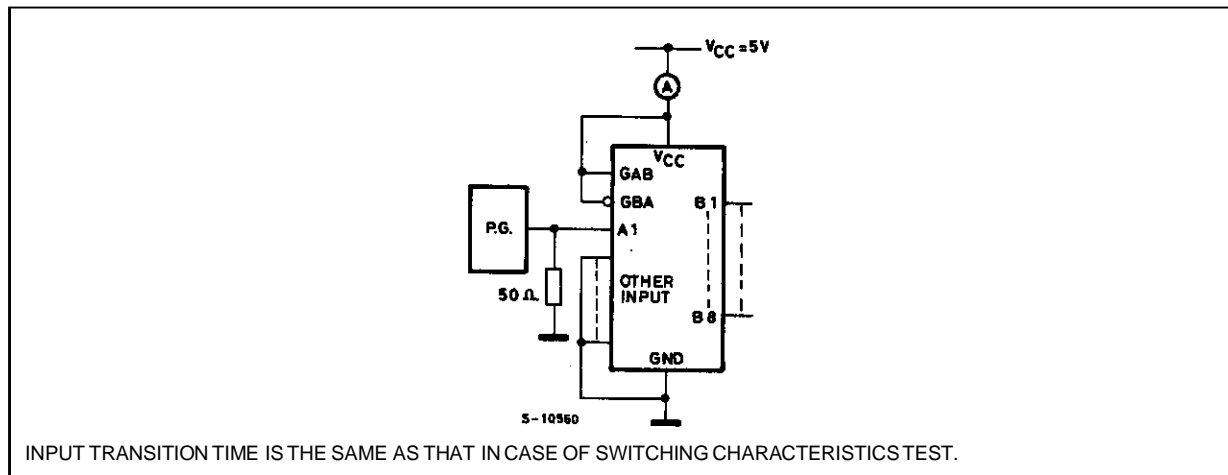 VCC=5V
A
VCC
GAB
GBA
B1
P.G.
A1
50Ω
OTHER
INPUT
B8
GND
S-10560
INPUT TRANSITION TIME IS THE SAME AS THAT IN CASE OF SWITCHING CHARACTERISTICS TEST.